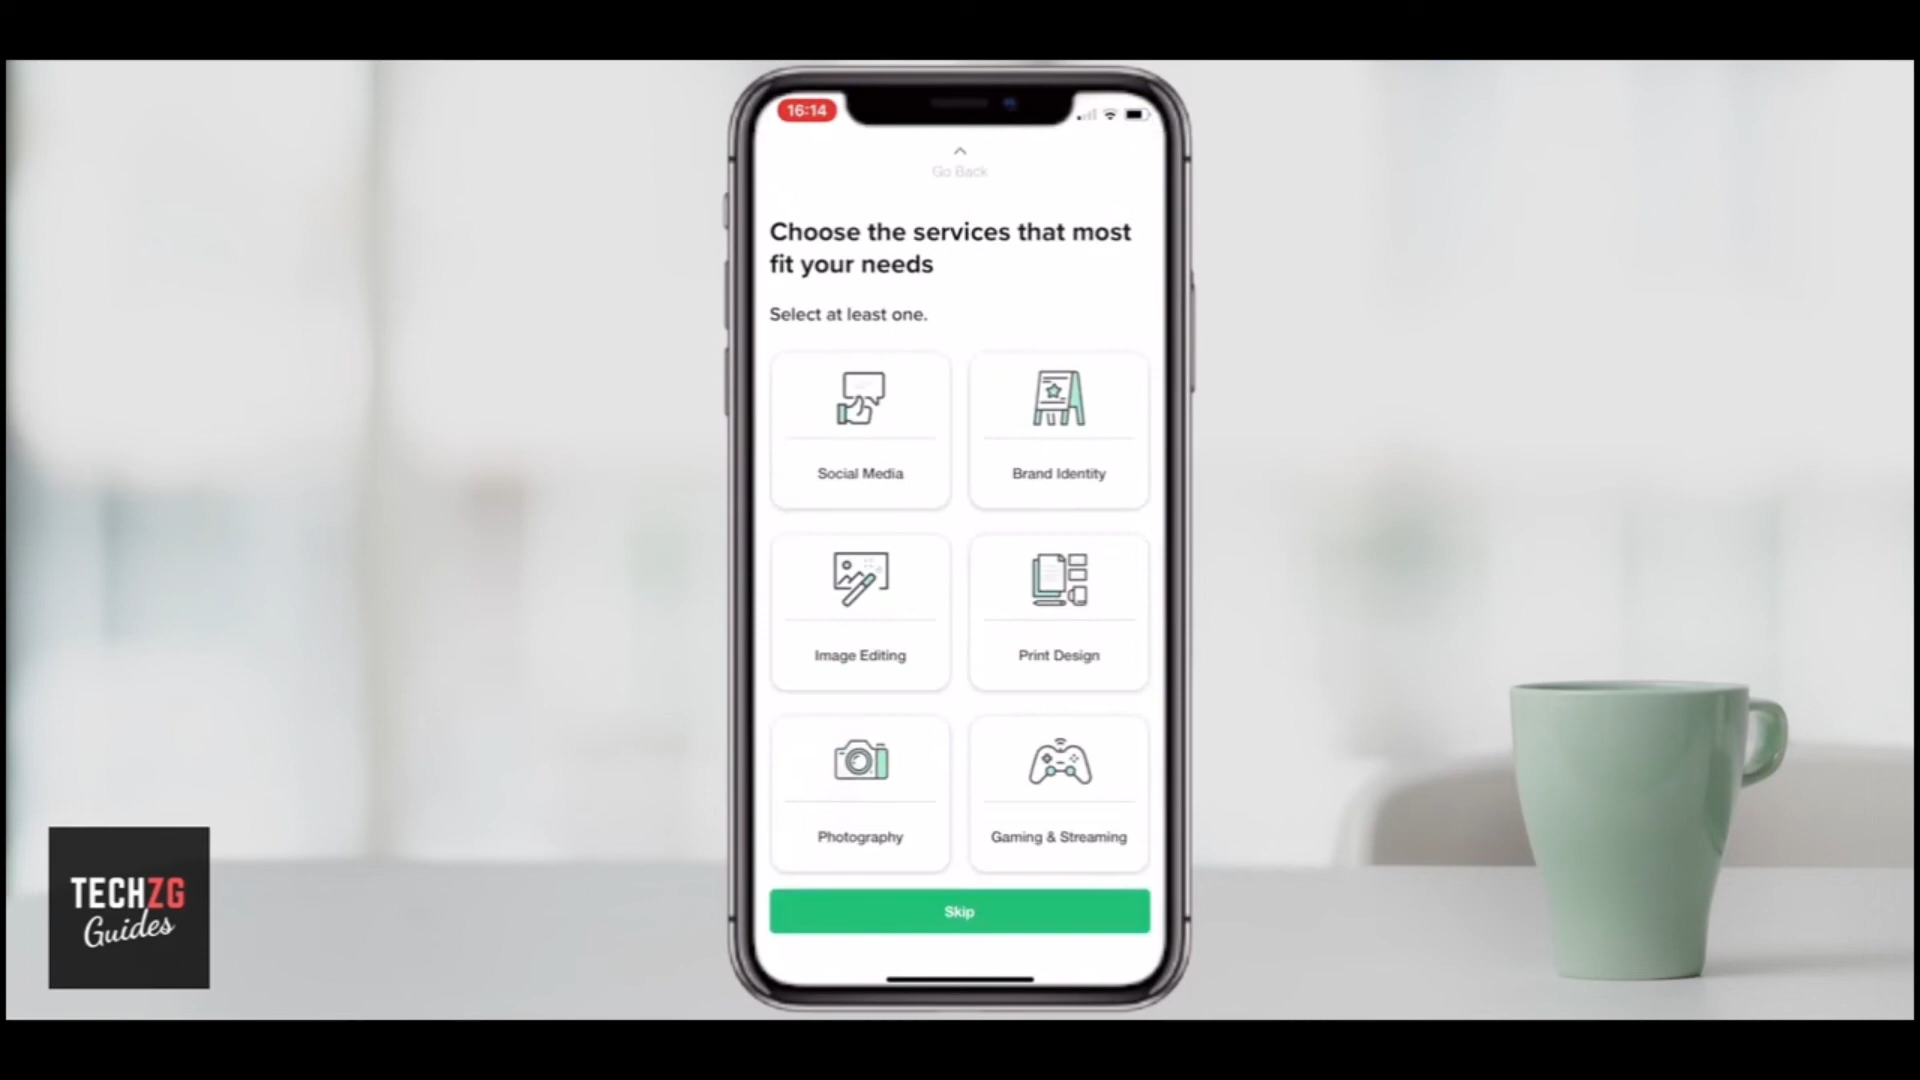 16:14
Go Back
Choose the services that most
fit your needs
Select at least one.
Social Media
Brand Identity
Image Editing
Print Design
Photography
Gaming & Streaming
Skip
TECHZG
Guides